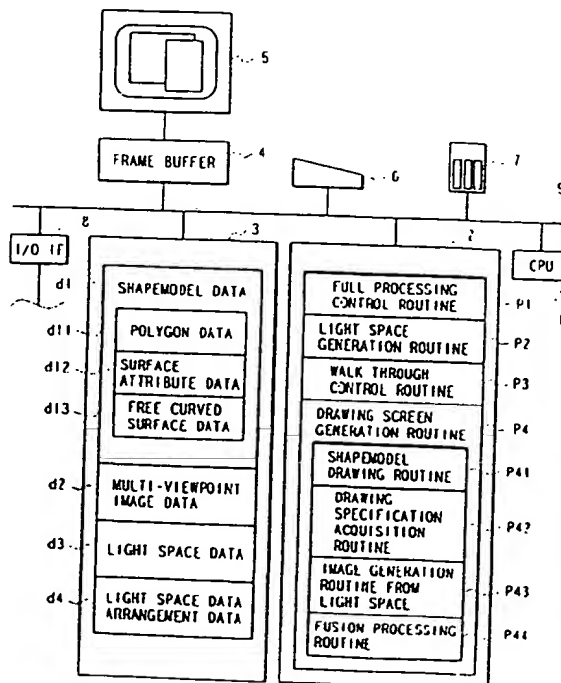 5
FRAME BUFFER
4
6
7
9
8
I/O IF
3
CPU
d1
SHAPEMODEL DATA
d11
POLYGON DATA
d12
SURFACE
ATTRIBUTE DATA
d13
FREE CURVED
SURFACE DATA
d2
MULTI-VIEWPOINT
IMAGE DATA
d3
LIGHT SPACE DATA
d4
LIGHT SPACE DATA
ARRANGEMENT DATA
FULL PROCESSING
CONTROL ROUTINE
P1
LIGHT SPACE
GENERATION ROUTINE
P2
WALK THROUGH
CONTROL ROUTINE
P3
DRAWING SCREEN
GENERATION ROUTINE
P4
SHAPEMODEL
DRAWING ROUTINE
P41
DRAWING
SPECIFICATION
ACQUISITION
ROUTINE
P42
IMAGE GENERATION
ROUTINE FROM
LIGHT SPACE
P43
FUSION PROCESSING
ROUTINE
P44